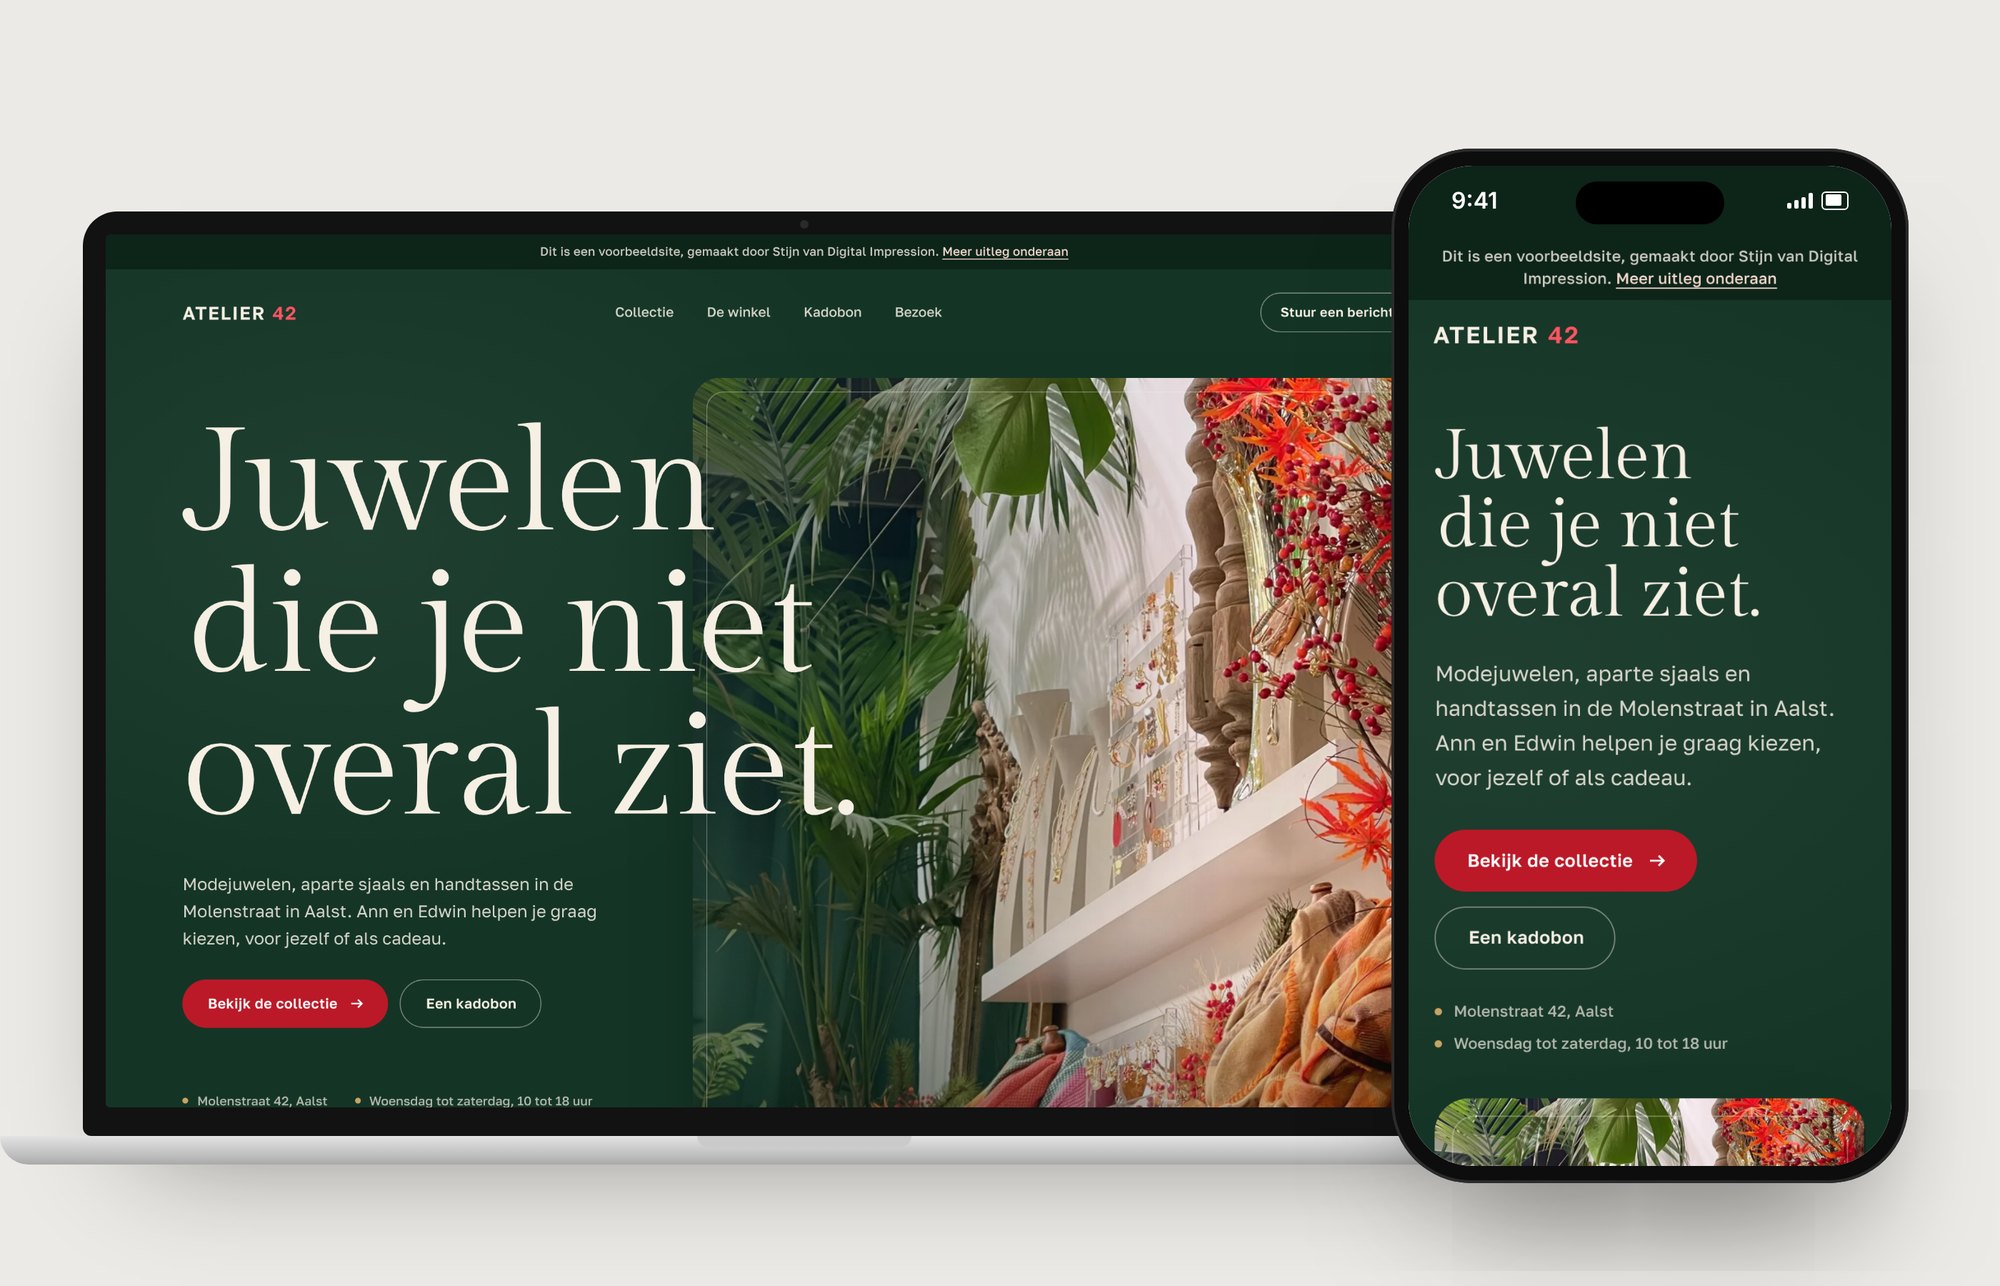 Dit is een voorbeeldsite, gemaakt door Stijn van Digital Impression. Meer uitleg onderaan
ATELIER 42
Collectie De winkel Kadobon Bezoek
Stuur een bericht
Juwelen
die je niet
overal ziet.
Modejuwelen, aparte sjaals en handtassen in de
Molenstraat in Aalst. Ann en Edwin helpen je graag
kiezen, voor jezelf of als cadeau.
Bekijk de collectie → Een kadobon
Molenstraat 42, Aalst Woensdag tot zaterdag, 10 tot 18 uur
9:41
Dit is een voorbeeldsite, gemaakt door Stijn van Digital
Impression. Meer uitleg onderaan
ATELIER 42
Juwelen
die je niet
overal ziet.
Modejuwelen, aparte sjaals en
handtassen in de Molenstraat in Aalst.
Ann en Edwin helpen je graag kiezen,
voor jezelf of als cadeau.
Bekijk de collectie →
Een kadobon
Molenstraat 42, Aalst
Woensdag tot zaterdag, 10 tot 18 uur